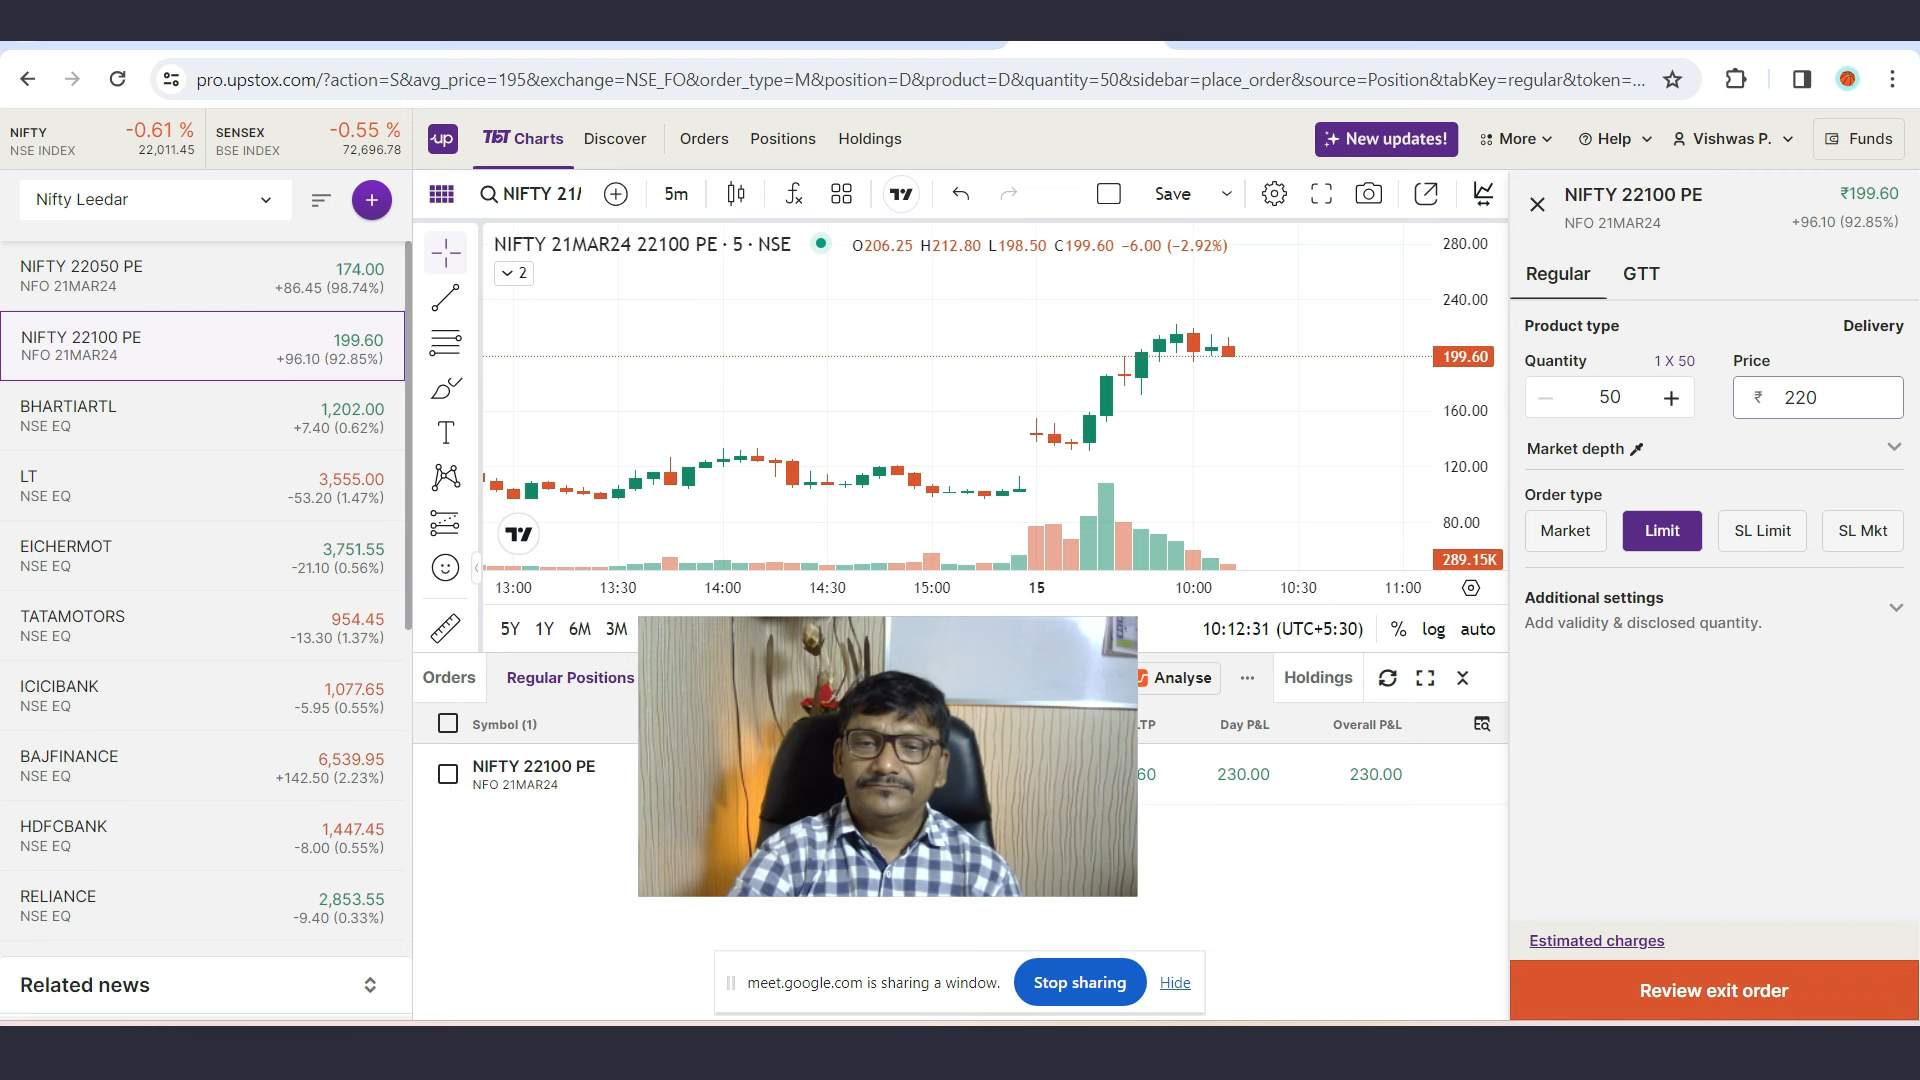 pro.upstox.com/?action=S&avg_price=195&exchange=NSE_FO&order_type=M&position=D&product=D&quantity=50&sidebar=place_order&source=Position&tabKey=regular&token=...
NIFTY -0.61 %
NSE INDEX 22,011.45
SENSEX -0.55 %
BSE INDEX 72,696.78
up
TBT Charts Discover Orders Positions Holdings
New updates! More Help Vishwas P. Funds
Nifty Leedar
NIFTY 22050 PE 174.00
NFO 21MAR24 +86.45 (98.74%)
NIFTY 22100 PE 199.60
NFO 21MAR24 +96.10 (92.85%)
BHARTIARTL 1,202.00
NSE EQ +7.40 (0.62%)
LT 3,555.00
NSE EQ -53.20 (1.47%)
EICHERMOT 3,751.55
NSE EQ -21.10 (0.56%)
TATAMOTORS 954.45
NSE EQ -13.30 (1.37%)
ICICIBANK 1,077.65
NSE EQ -5.95 (0.55%)
BAJFINANCE 6,539.95
NSE EQ +142.50 (2.23%)
HDFCBANK 1,447.45
NSE EQ -8.00 (0.55%)
RELIANCE 2,853.55
NSE EQ -9.40 (0.33%)
Related news
NIFTY 21 5m Save
NIFTY 21MAR24 22100 PE · 5 · NSE O206.25 H212.80 L198.50 C199.60 -6.00 (-2.92%)
2
280.00
240.00
199.60
160.00
120.00
80.00
289.15K
13:00 13:30 14:00 14:30 15:00 15 10:00 10:30 11:00
5Y 1Y 6M 3M 10:12:31 (UTC+5:30) % log auto
Orders Regular Positions Analyse Holdings
Symbol (1) LTP Day P&L Overall P&L
NIFTY 22100 PE 60 230.00 230.00
NFO 21MAR24
meet.google.com is sharing a window. Stop sharing Hide
NIFTY 22100 PE ₹199.60
NFO 21MAR24 +96.10 (92.85%)
Regular GTT
Product type Delivery
Quantity 1 X 50 Price
50 ₹ 220
Market depth
Order type
Market Limit SL Limit SL Mkt
Additional settings
Add validity & disclosed quantity.
Estimated charges
Review exit order